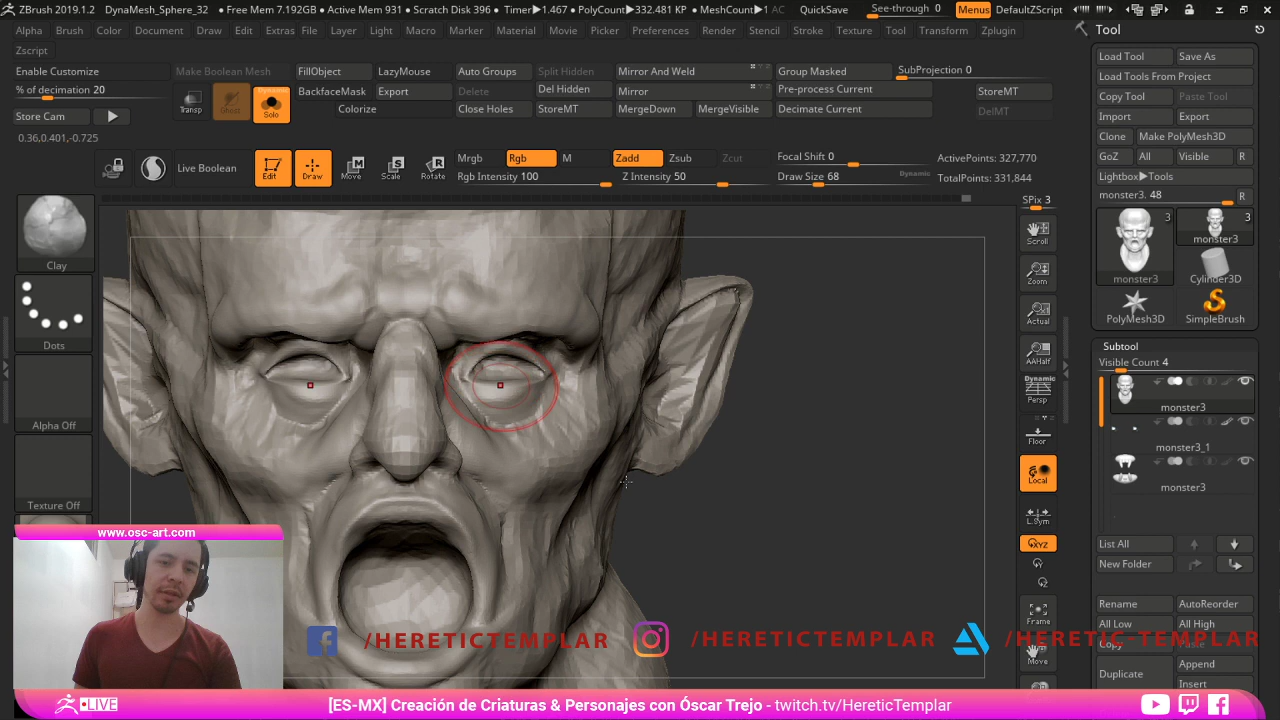 ZBrush 2019.1.2 DynaMesh_Sphere_32 • Free Mem 7.192GB • Active Mem 931 • Scratch Disk 396 • Timer▶1.467 • PolyCount▶332.481 KP • MeshCount▶1 AC QuickSave See-through 0 Menus DefaultZScript
Alpha Brush Color Document Draw Edit Extras File Layer Light Macro Marker Material Movie Picker Preferences Render Stencil Stroke Texture Tool Transform Zplugin
Zscript
Tool
Enable Customize Make Boolean Mesh FillObject LazyMouse Auto Groups Split Hidden Mirror And Weld Group Masked SubProjection 0
% of decimation 20 Transp Ghost Dynamic Solo BackfaceMask Export Delete Del Hidden Mirror Pre-process Current StoreMT
Store Cam Colorize Close Holes StoreMT MergeDown MergeVisible Decimate Current DelMT
0.36,0.401,-0.725
Live Boolean Edit Draw Move Scale Rotate Mrgb Rgb M Zadd Zsub Zcut Focal Shift 0 ActivePoints: 327,770
Rgb Intensity 100 Z Intensity 50 Draw Size 68 Dynamic TotalPoints: 331,844
Load Tool Save As
Load Tools From Project
Copy Tool Paste Tool
Import Export
Clone Make PolyMesh3D
GoZ All Visible R
Lightbox▶Tools
monster3. 48 R
3 3
monster3
monster3 Cylinder3D
PolyMesh3D SimpleBrush
Subtool
Visible Count 4
monster3
monster3_1
monster3
List All
New Folder
Rename AutoReorder
All Low All High
Copy Paste
Duplicate Append
Insert
SPix 3
Scroll
Zoom
Actual
AAHalf
Dynamic
Persp
Floor
Local
L.Sym
XYZ
Frame
Move
Clay
Dots
Alpha Off
Texture Off
www.osc-art.com
/HERETICTEMPLAR /HERETICTEMPLAR /HERETIC-TEMPLAR
LIVE [ES-MX] Creación de Criaturas & Personajes con Óscar Trejo - twitch.tv/HereticTemplar